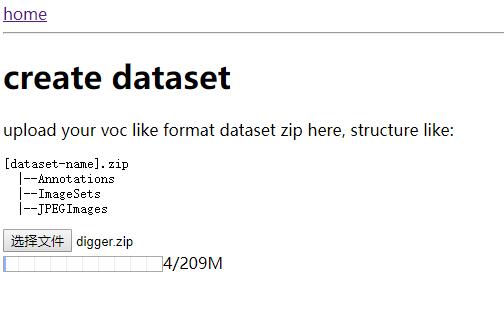 home
create dataset
upload your voc like format dataset zip here, structure like:
[dataset-name].zip
|--Annotations
|--ImageSets
|--JPEGImages
选择文件 digger.zip
4/209M